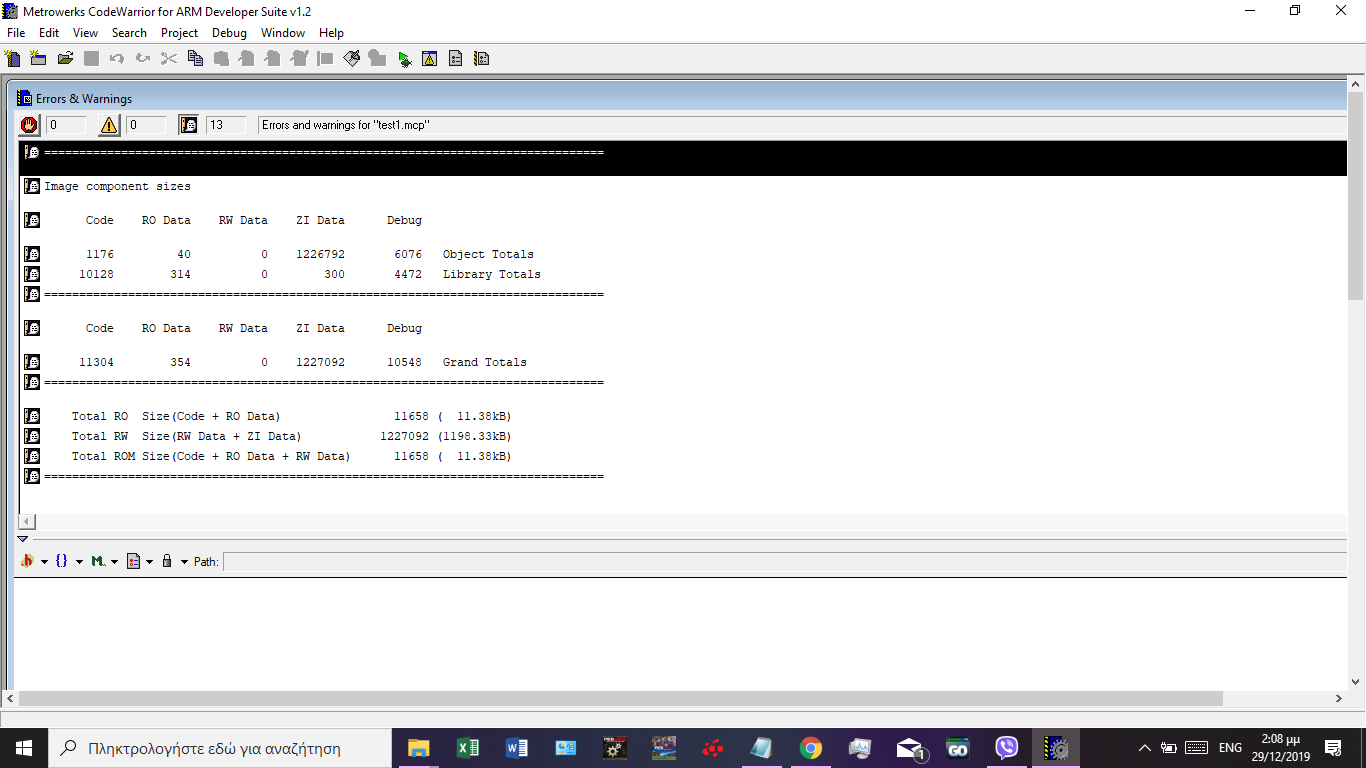 Metrowerks CodeWarrior for ARM Developer Suite v1.2
File Edit View Search Project Debug Window Help
Errors & Warnings
0 0 13 Errors and warnings for "test1.mcp"
================================================================================
Image component sizes
Code RO Data RW Data ZI Data Debug
1176 40 0 1226792 6076 Object Totals
10128 314 0 300 4472 Library Totals
================================================================================
Code RO Data RW Data ZI Data Debug
11304 354 0 1227092 10548 Grand Totals
================================================================================
Total RO Size(Code + RO Data) 11658 ( 11.38kB)
Total RW Size(RW Data + ZI Data) 1227092 (1198.33kB)
Total ROM Size(Code + RO Data + RW Data) 11658 ( 11.38kB)
================================================================================
h {} M. Path:
Πληκτρολογήστε εδώ για αναζήτηση
1
GO
ENG
2:08 μμ
29/12/2019